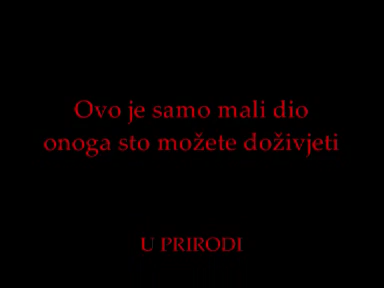 Ovo je samo mali dio
onoga sto možete doživjeti
U PRIRODI